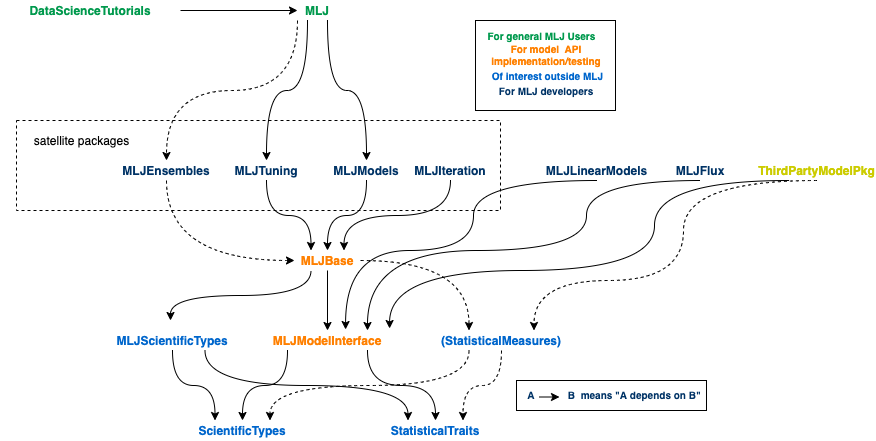 DataScienceTutorials
MLJ
For general MLJ Users
For model API
implementation/testing
Of interest outside MLJ
For MLJ developers
satellite packages
MLJEnsembles
MLJTuning
MLJModels
MLJIteration
MLJLinearModels
MLJFlux
ThirdPartyModelPkg
MLJBase
MLJScientificTypes
MLJModelInterface
(StatisticalMeasures)
A B means "A depends on B"
ScientificTypes
StatisticalTraits